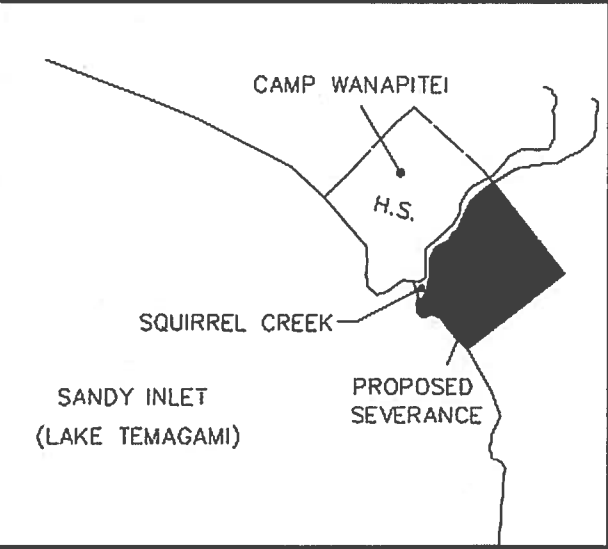 CAMP WANAPITEI
H.S.
SQUIRREL CREEK
SANDY INLET
(LAKE TEMAGAMI)
PROPOSED
SEVERANCE